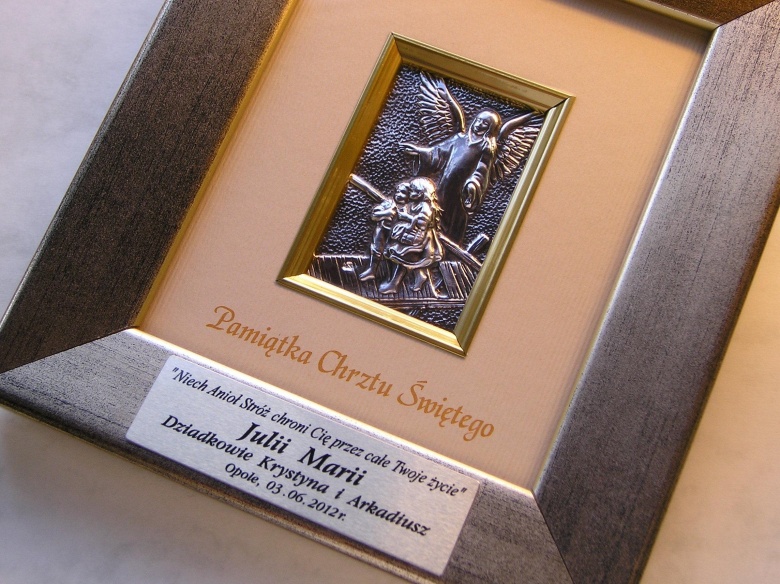 Pamiątka Chrztu Świętego
"Niech Anioł Stróż chroni Cię przez całe Twoje życie"
Julii Marii
Dziadkowie Krystyna i Arkadiusz
Opole, 03.06.2012r.